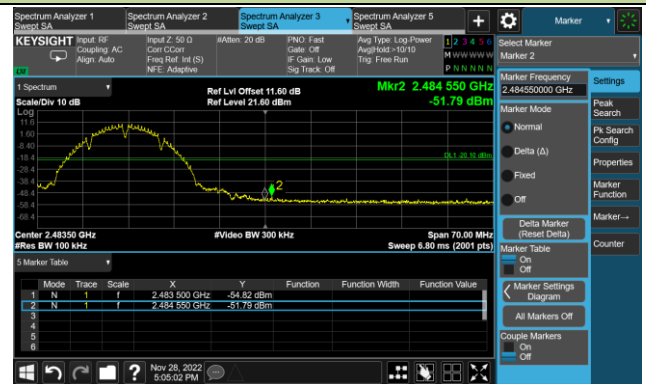 Spectrum Analyzer 1
Swept SA
Spectrum Analyzer 2
Swept SA
Spectrum Analyzer 3
Swept SA
Spectrum Analyzer 5
Swept SA
+
Marker
KEYSIGHT
Input: RF
Coupling: AC
Align: Auto
Input Z: 50 Ω
Corr CCorr
Freq Ref: Int (S)
NFE: Adaptive
#Atten: 20 dB
PNO: Fast
Gate: Off
IF Gain: Low
Sig Track: Off
Avg Type: Log-Power
Avg|Hold:>10/10
Trig: Free Run
1 2 3 4 5 6
M W W W W W
P N N N N N
LXI
Select Marker
Marker 2
1 Spectrum
Scale/Div 10 dB
Ref Lvl Offset 11.60 dB
Ref Level 21.60 dBm
Mkr2 2.484 550 GHz
-51.79 dBm
Log
11.6
1.60
-8.40
-18.4
-28.4
-38.4
-48.4
-58.4
-68.4
DL1 -20.10 dBm
2
Center 2.48350 GHz
#Res BW 100 kHz
#Video BW 300 kHz
Span 70.00 MHz
Sweep 6.80 ms (2001 pts)
5 Marker Table
Mode Trace Scale X Y Function Function Width Function Value
1 N 1 f 2.483 500 GHz -54.82 dBm
2 N 1 f 2.484 550 GHz -51.79 dBm
3
4
5
6
Marker Frequency
2.484550000 GHz
Marker Mode
Normal
Delta (Δ)
Fixed
Off
Delta Marker
(Reset Delta)
Marker Table
On
Off
Marker Settings
Diagram
All Markers Off
Couple Markers
On
Off
Settings
Peak
Search
Pk Search
Config
Properties
Marker
Function
Marker→
Counter
?
Nov 28, 2022
5:05:02 PM